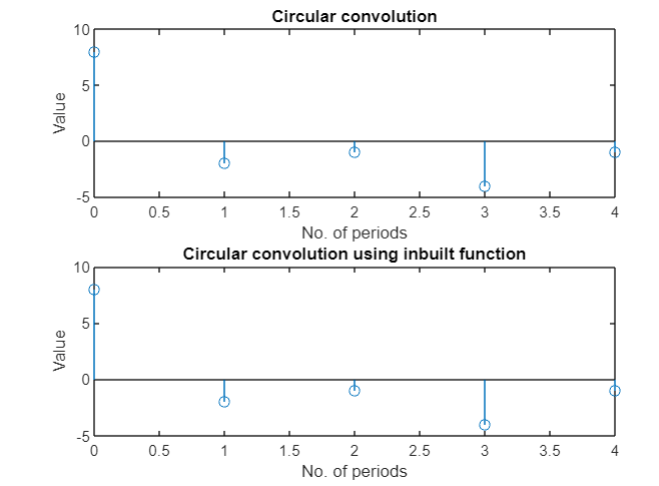 Circular convolution
10
5
0
-5
Value
0 0.5 1 1.5 2 2.5 3 3.5 4
No. of periods
Circular convolution using inbuilt function
10
5
0
-5
Value
0 0.5 1 1.5 2 2.5 3 3.5 4
No. of periods